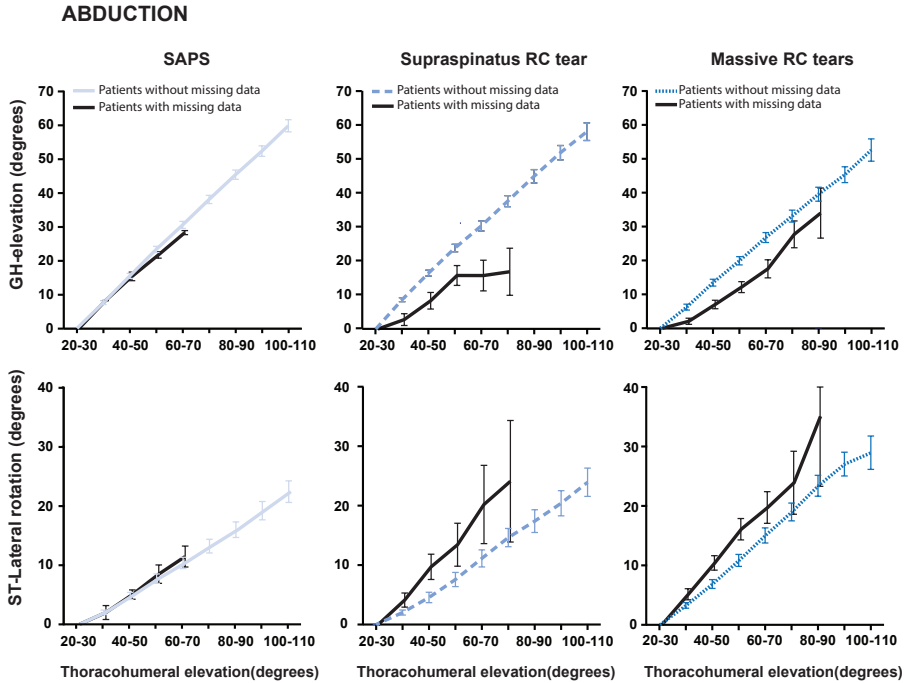 ABDUCTION
SAPS
Supraspinatus RC tear
Massive RC tears
GH-elevation (degrees)
70
60
50
40
30
20
10
0
Patients without missing data
Patients with missing data
20-30 40-50 60-70 80-90 100-110
70
60
50
40
30
20
10
0
Patients without missing data
Patients with missing data
20-30 40-50 60-70 80-90 100-110
70
60
50
40
30
20
10
0
Patients without missing data
Patients with missing data
20-30 40-50 60-70 80-90 100-110
ST-Lateral rotation (degrees)
40
30
20
10
0
20-30 40-50 60-70 80-90 100-110
Thoracohumeral elevation(degrees)
40
30
20
10
0
20-30 40-50 60-70 80-90 100-110
Thoracohumeral elevation(degrees)
40
30
20
10
0
20-30 40-50 60-70 80-90 100-110
Thoracohumeral elevation(degrees)